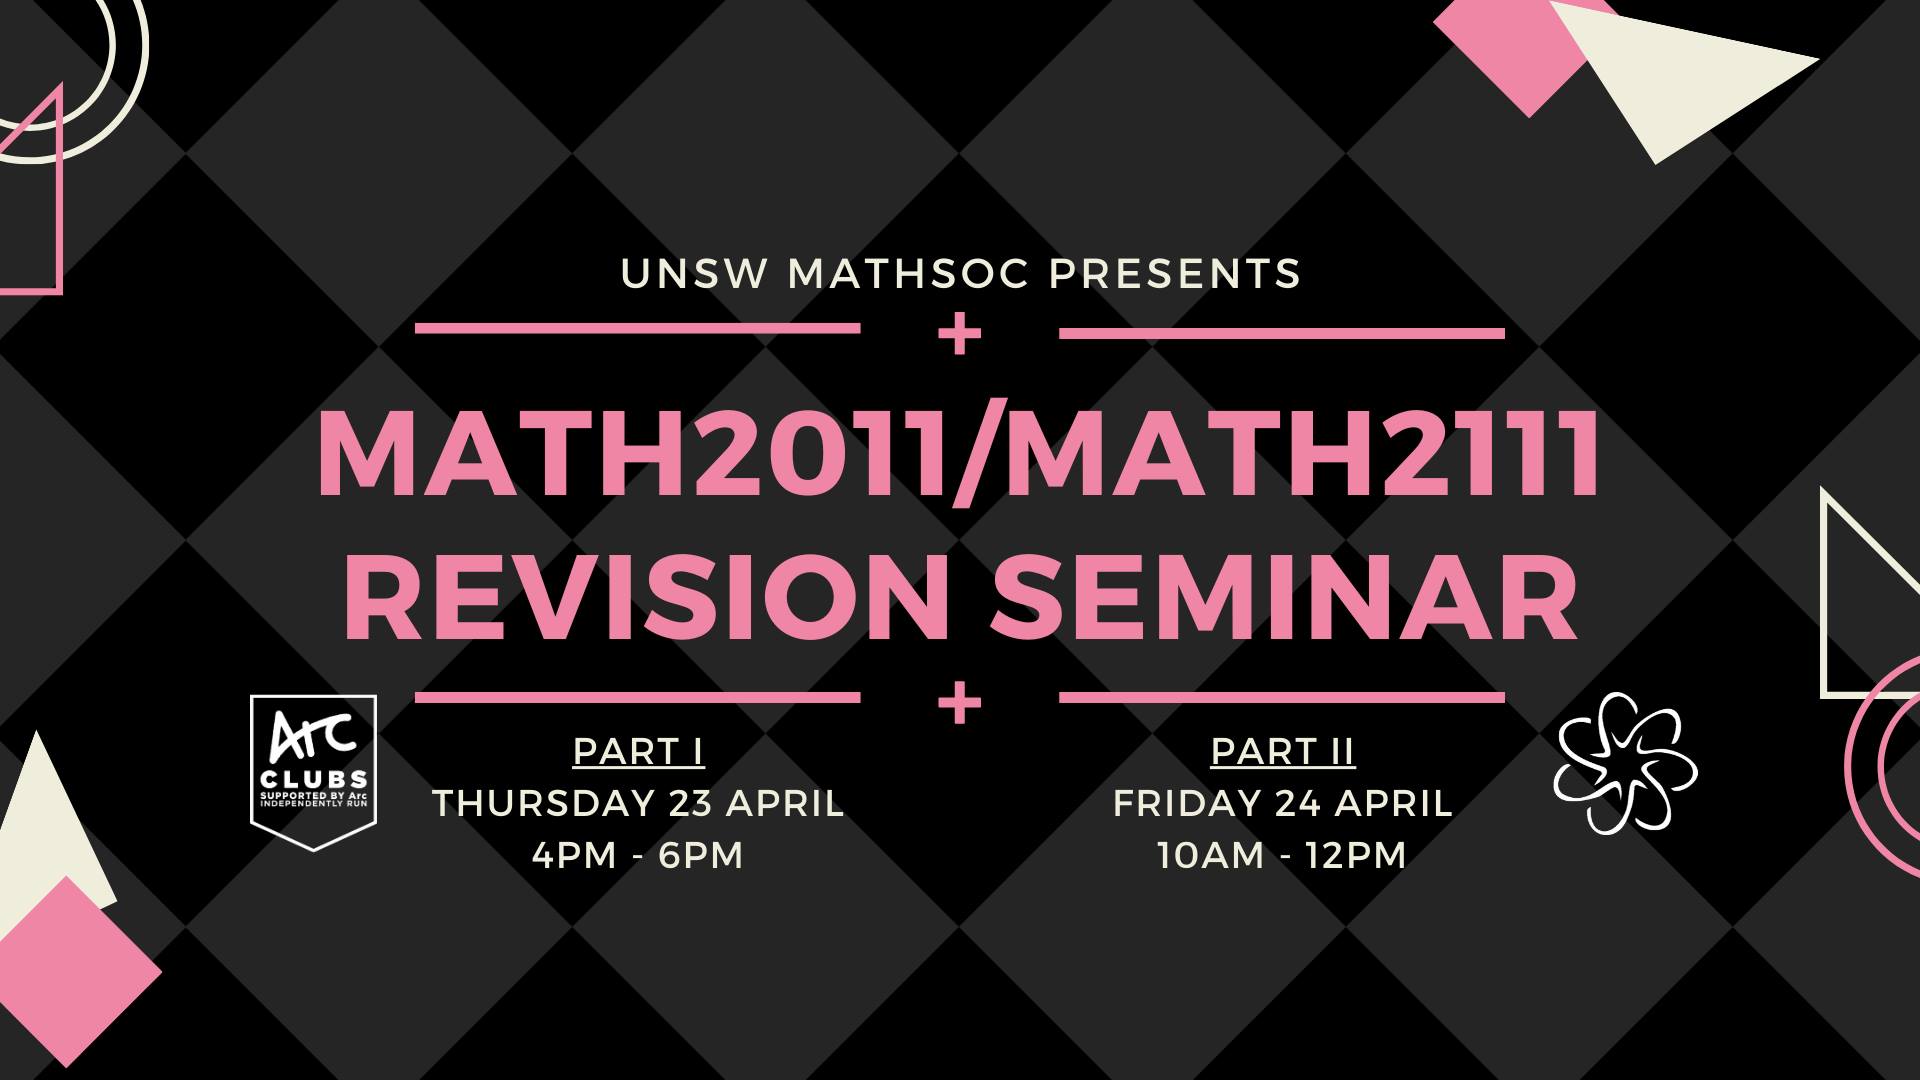 UNSW MATHSOC PRESENTS
MATH2011/MATH2111
REVISION SEMINAR
Arc
CLUBS
SUPPORTED BY Arc
INDEPENDENTLY RUN
PART I
THURSDAY 23 APRIL
4PM - 6PM
PART II
FRIDAY 24 APRIL
10AM - 12PM